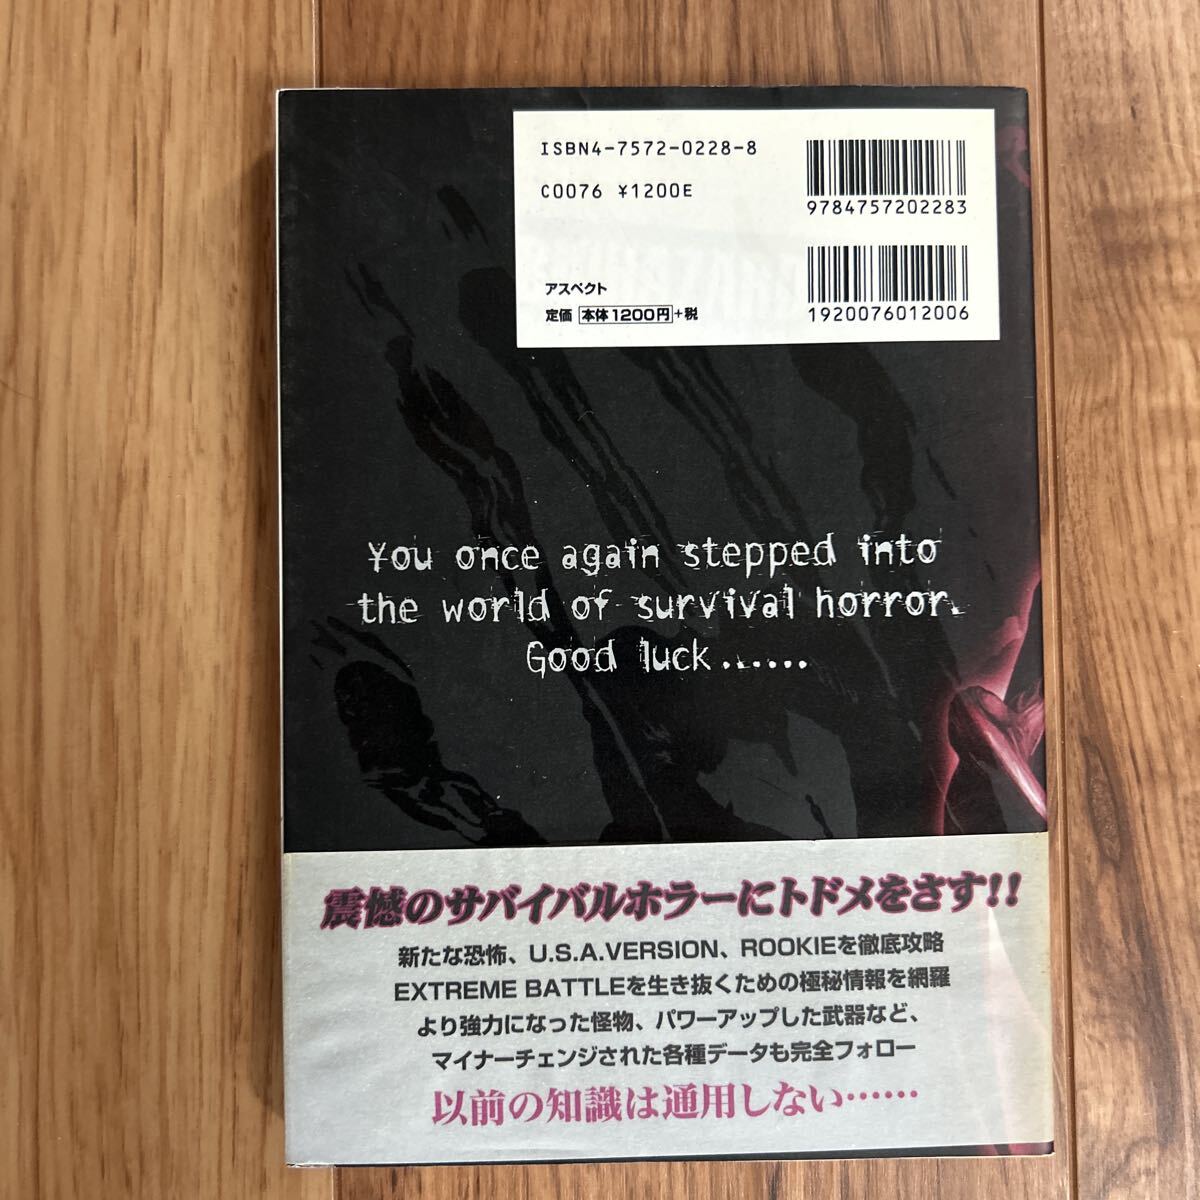 ISBN4-7572-0228-8
C0076 ¥1200E
9784757202283
アスペクト
定価 本体1200円+税
1920076012006
You once again stepped into
the world of survival horror.
Good luck......
震憾のサバイバルホラーにトドメをさす!!
新たな恐怖、U.S.A.VERSION、ROOKIEを徹底攻略
EXTREME BATTLEを生き抜くための極秘情報を網羅
より強力になった怪物、パワーアップした武器など、
マイナーチェンジされた各種データも完全フォロー
以前の知識は通用しない……